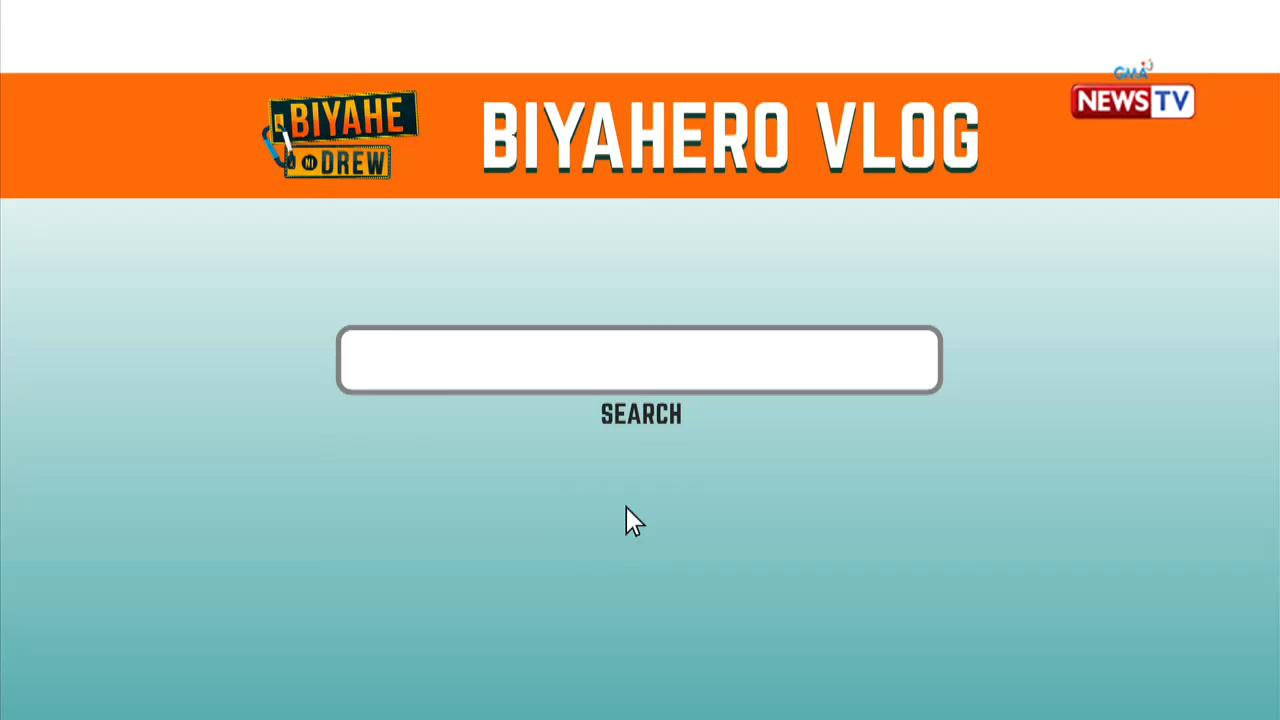 GMA
NEWS TV
BIYAHE
NI DREW
BIYAHERO VLOG
SEARCH